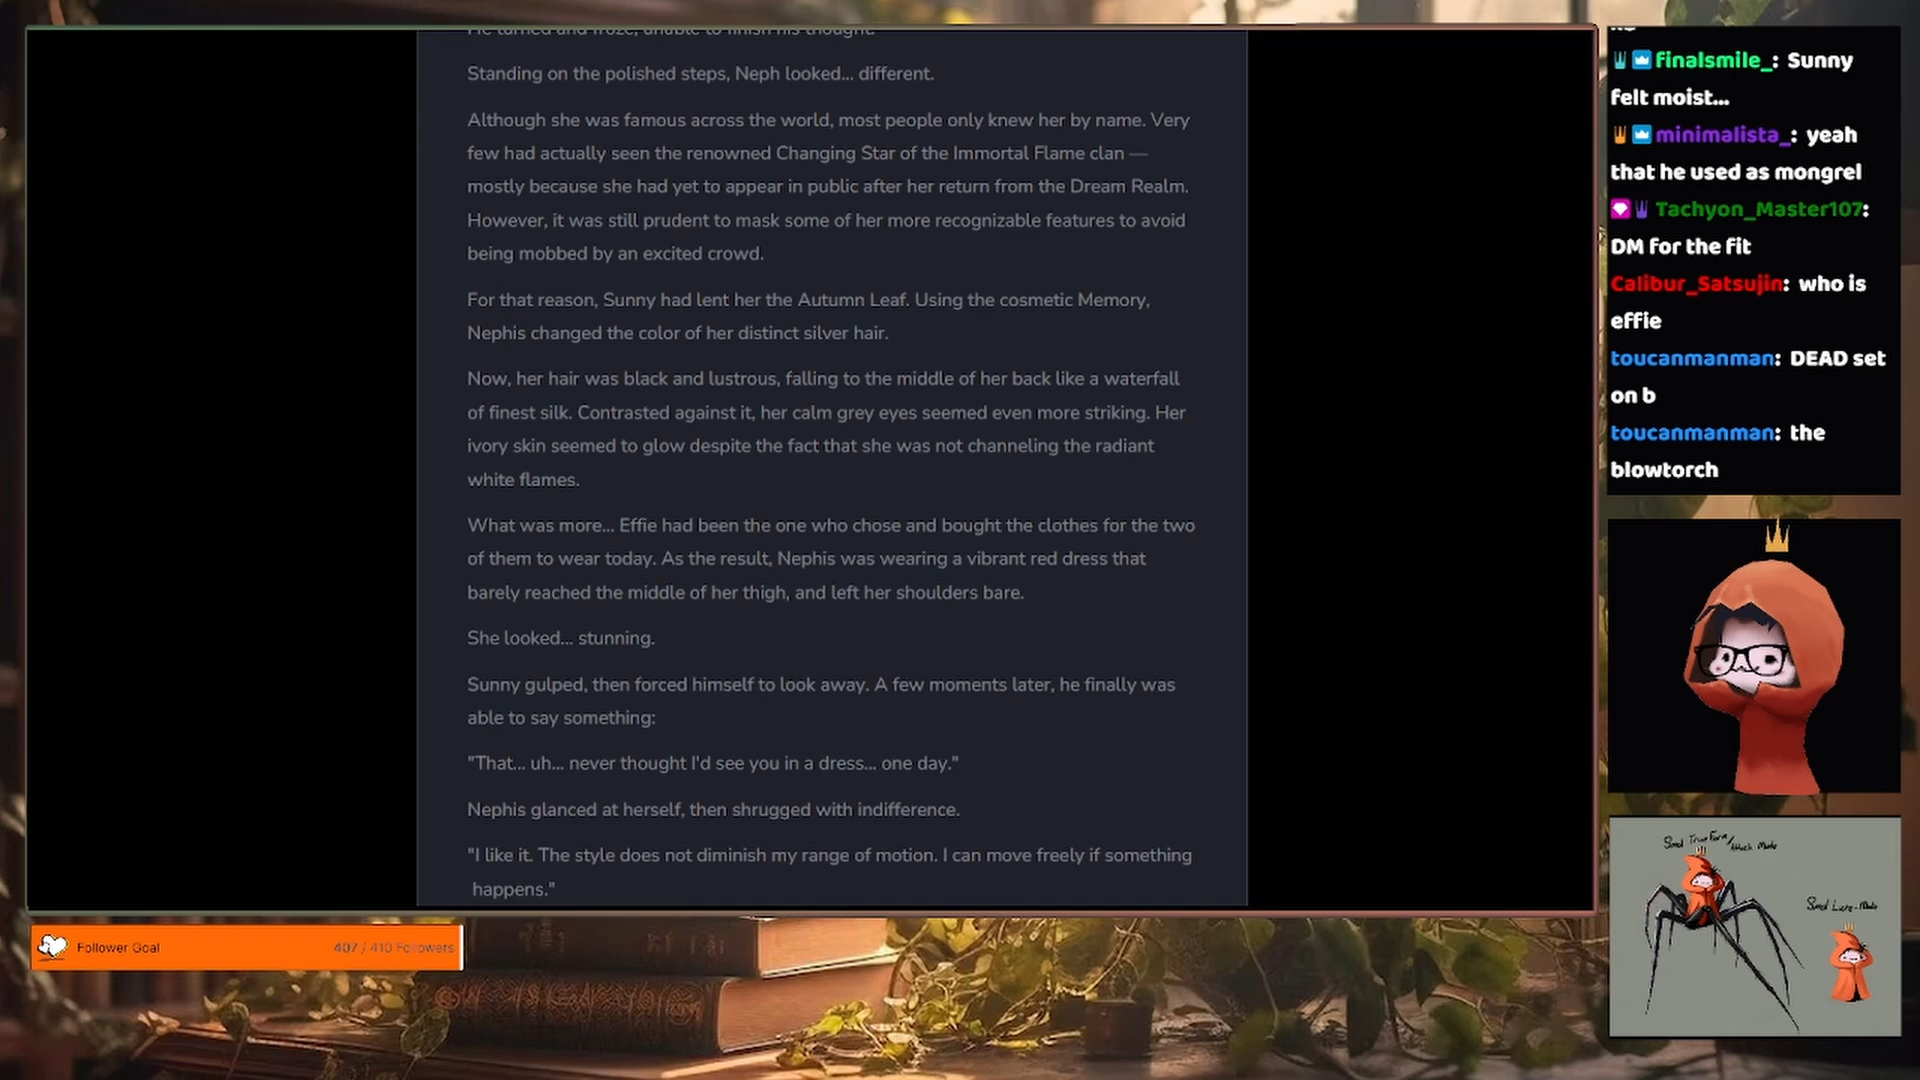 He turned and froze, unable to finish his thought.
Standing on the polished steps, Neph looked... different.
Although she was famous across the world, most people only knew her by name. Very
few had actually seen the renowned Changing Star of the Immortal Flame clan —
mostly because she had yet to appear in public after her return from the Dream Realm.
However, it was still prudent to mask some of her more recognizable features to avoid
being mobbed by an excited crowd.
For that reason, Sunny had lent her the Autumn Leaf. Using the cosmetic Memory,
Nephis changed the color of her distinct silver hair.
Now, her hair was black and lustrous, falling to the middle of her back like a waterfall
of finest silk. Contrasted against it, her calm grey eyes seemed even more striking. Her
ivory skin seemed to glow despite the fact that she was not channeling the radiant
white flames.
What was more... Effie had been the one who chose and bought the clothes for the two
of them to wear today. As the result, Nephis was wearing a vibrant red dress that
barely reached the middle of her thigh, and left her shoulders bare.
She looked... stunning.
Sunny gulped, then forced himself to look away. A few moments later, he finally was
able to say something:
"That... uh... never thought I'd see you in a dress... one day."
Nephis glanced at herself, then shrugged with indifference.
"I like it. The style does not diminish my range of motion. I can move freely if something
happens."
finalsmile_: Sunny
felt moist...
minimalista_: yeah
that he used as mongrel
Tachyon_Master107:
DM for the fit
Calibur_Satsujin: who is
effie
toucanmanman: DEAD set
on b
toucanmanman: the
blowtorch
Follower Goal
407 / 410 Followers